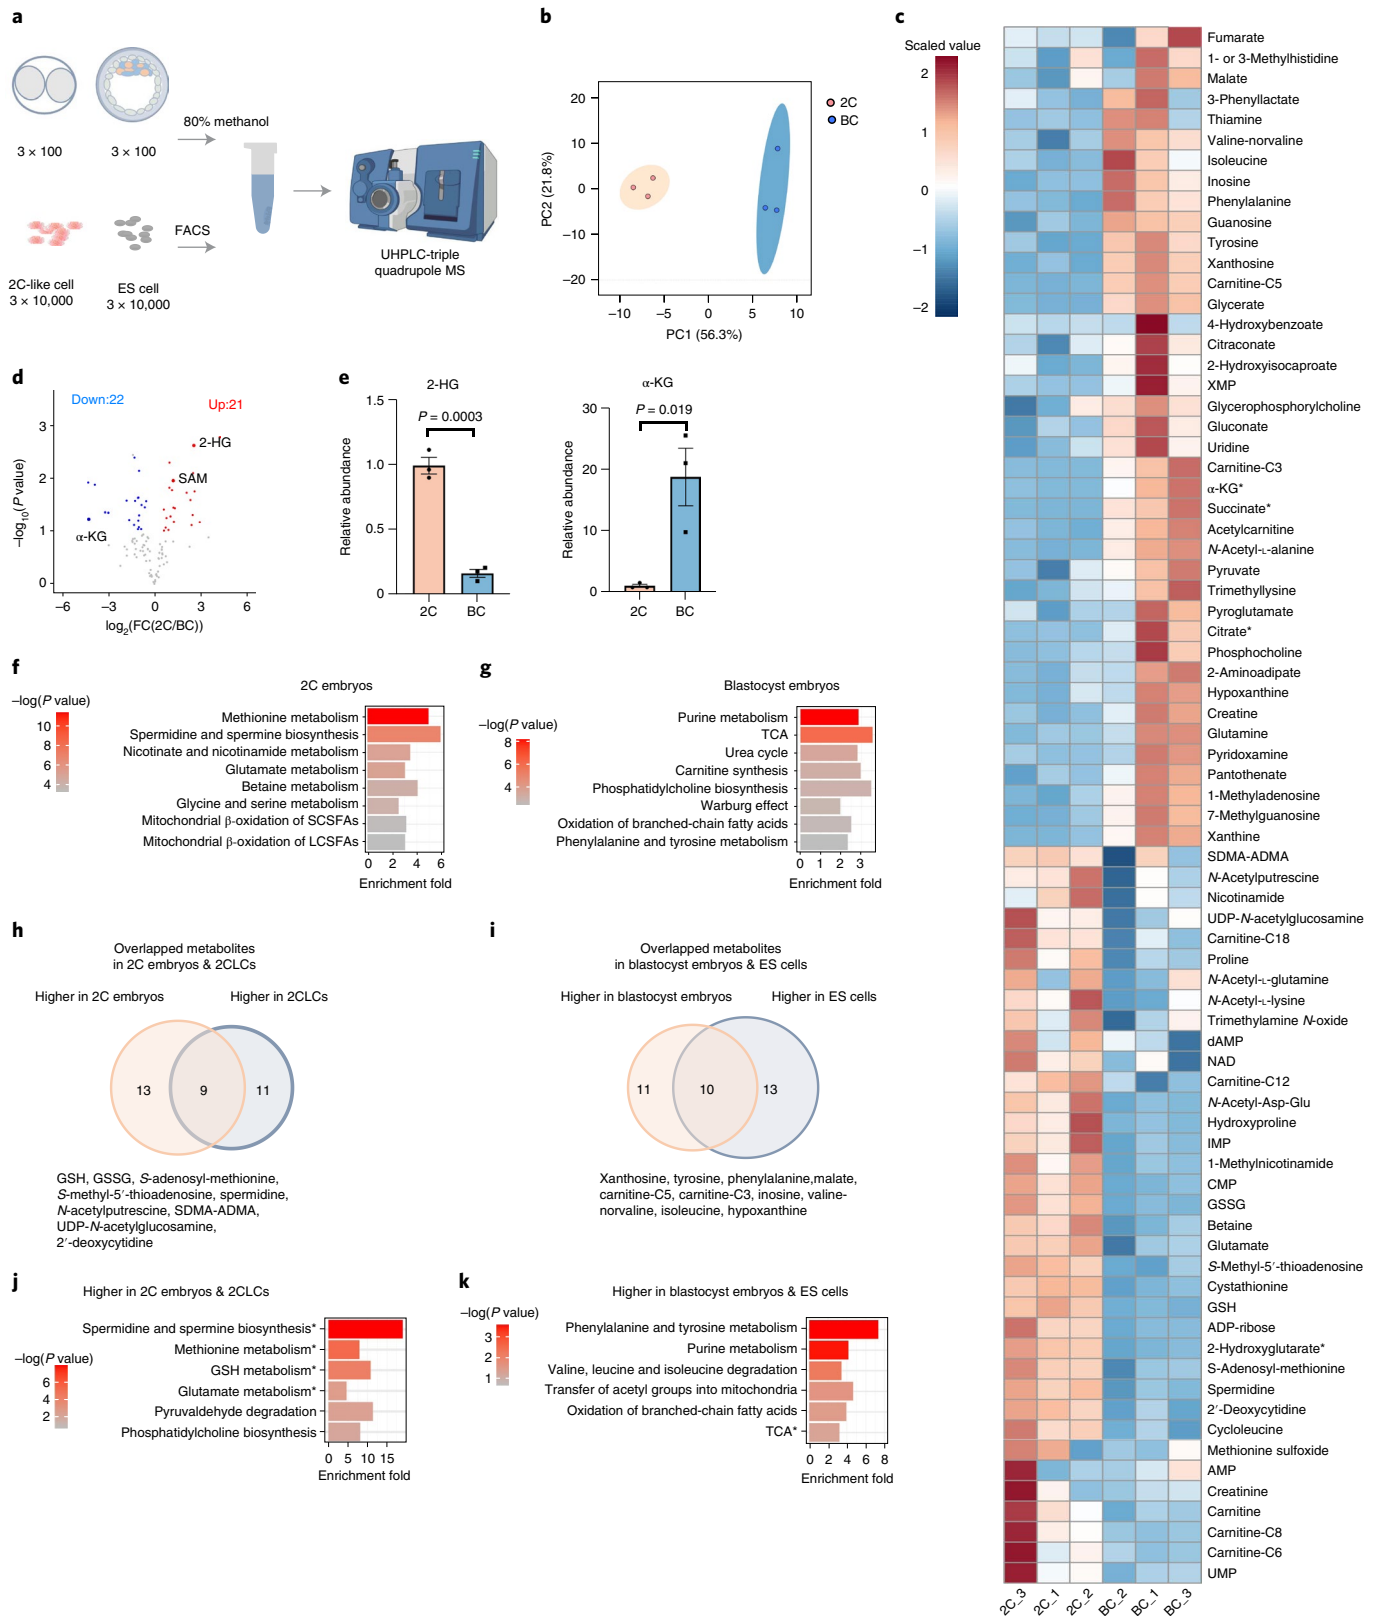 a
80% methanol
3 × 100
3 × 100
FACS
2C-like cell
3 × 10,000
ES cell
3 × 10,000
UHPLC-triple
quadrupole MS
b
20
10
0
−10
−20
PC2 (21.8%)
−10
−5
0
5
10
PC1 (56.3%)
2C
BC
c
Scaled value
2
1
0
−1
−2
Fumarate
1- or 3-Methylhistidine
Malate
3-Phenyllactate
Thiamine
Valine-norvaline
Isoleucine
Inosine
Phenylalanine
Guanosine
Tyrosine
Xanthosine
Carnitine-C5
Glycerate
4-Hydroxybenzoate
Citraconate
2-Hydroxyisocaproate
XMP
Glycerophosphorylcholine
Gluconate
Uridine
Carnitine-C3
α-KG*
Succinate*
Acetylcarnitine
N-Acetyl-L-alanine
Pyruvate
Trimethyllysine
Pyroglutamate
Citrate*
Phosphocholine
2-Aminoadipate
Hypoxanthine
Creatine
Glutamine
Pyridoxamine
Pantothenate
1-Methyladenosine
7-Methylguanosine
Xanthine
SDMA-ADMA
N-Acetylputrescine
Nicotinamide
UDP-N-acetylglucosamine
Carnitine-C18
Proline
N-Acetyl-L-glutamine
N-Acetyl-L-lysine
Trimethylamine N-oxide
dAMP
NAD
Carnitine-C12
N-Acetyl-Asp-Glu
Hydroxyproline
IMP
1-Methylnicotinamide
CMP
GSSG
Betaine
Glutamate
S-Methyl-5′-thioadenosine
Cystathionine
GSH
ADP-ribose
2-Hydroxyglutarate*
S-Adenosyl-methionine
Spermidine
2′-Deoxycytidine
Cycloleucine
Methionine sulfoxide
AMP
Creatinine
Carnitine
Carnitine-C8
Carnitine-C6
UMP
2C_3
2C_1
2C_2
BC_2
BC_1
BC_3
d
Down:22
Up:21
2-HG
SAM
α-KG
3
2
1
0
−log10(P value)
−6
−3
0
3
6
log2(FC(2C/BC))
e
2-HG
P = 0.0003
1.5
1.0
0.5
0
Relative abundance
2C
BC
α-KG
P = 0.019
30
20
10
0
Relative abundance
2C
BC
f
2C embryos
−log(P value)
10
8
6
4
Methionine metabolism
Spermidine and spermine biosynthesis
Nicotinate and nicotinamide metabolism
Glutamate metabolism
Betaine metabolism
Glycine and serine metabolism
Mitochondrial β-oxidation of SCSFAs
Mitochondrial β-oxidation of LCSFAs
0 2 4 6
Enrichment fold
g
Blastocyst embryos
−log(P value)
8
6
4
Purine metabolism
TCA
Urea cycle
Carnitine synthesis
Phosphatidylcholine biosynthesis
Warburg effect
Oxidation of branched-chain fatty acids
Phenylalanine and tyrosine metabolism
0 1 2 3
Enrichment fold
h
Overlapped metabolites
in 2C embryos & 2CLCs
Higher in 2C embryos
Higher in 2CLCs
13
9
11
GSH, GSSG, S-adenosyl-methionine,
S-methyl-5′-thioadenosine, spermidine,
N-acetylputrescine, SDMA-ADMA,
UDP-N-acetylglucosamine,
2′-deoxycytidine
i
Overlapped metabolites
in blastocyst embryos & ES cells
Higher in blastocyst embryos
Higher in ES cells
11
10
13
Xanthosine, tyrosine, phenylalanine,malate,
carnitine-C5, carnitine-C3, inosine, valine-
norvaline, isoleucine, hypoxanthine
j
Higher in 2C embryos & 2CLCs
−log(P value)
6
4
2
Spermidine and spermine biosynthesis*
Methionine metabolism*
GSH metabolism*
Glutamate metabolism*
Pyruvaldehyde degradation
Phosphatidylcholine biosynthesis
0 5 10 15
Enrichment fold
k
Higher in blastocyst embryos & ES cells
−log(P value)
3
2
1
Phenylalanine and tyrosine metabolism
Purine metabolism
Valine, leucine and isoleucine degradation
Transfer of acetyl groups into mitochondria
Oxidation of branched-chain fatty acids
TCA*
0 2 4 6 8
Enrichment fold